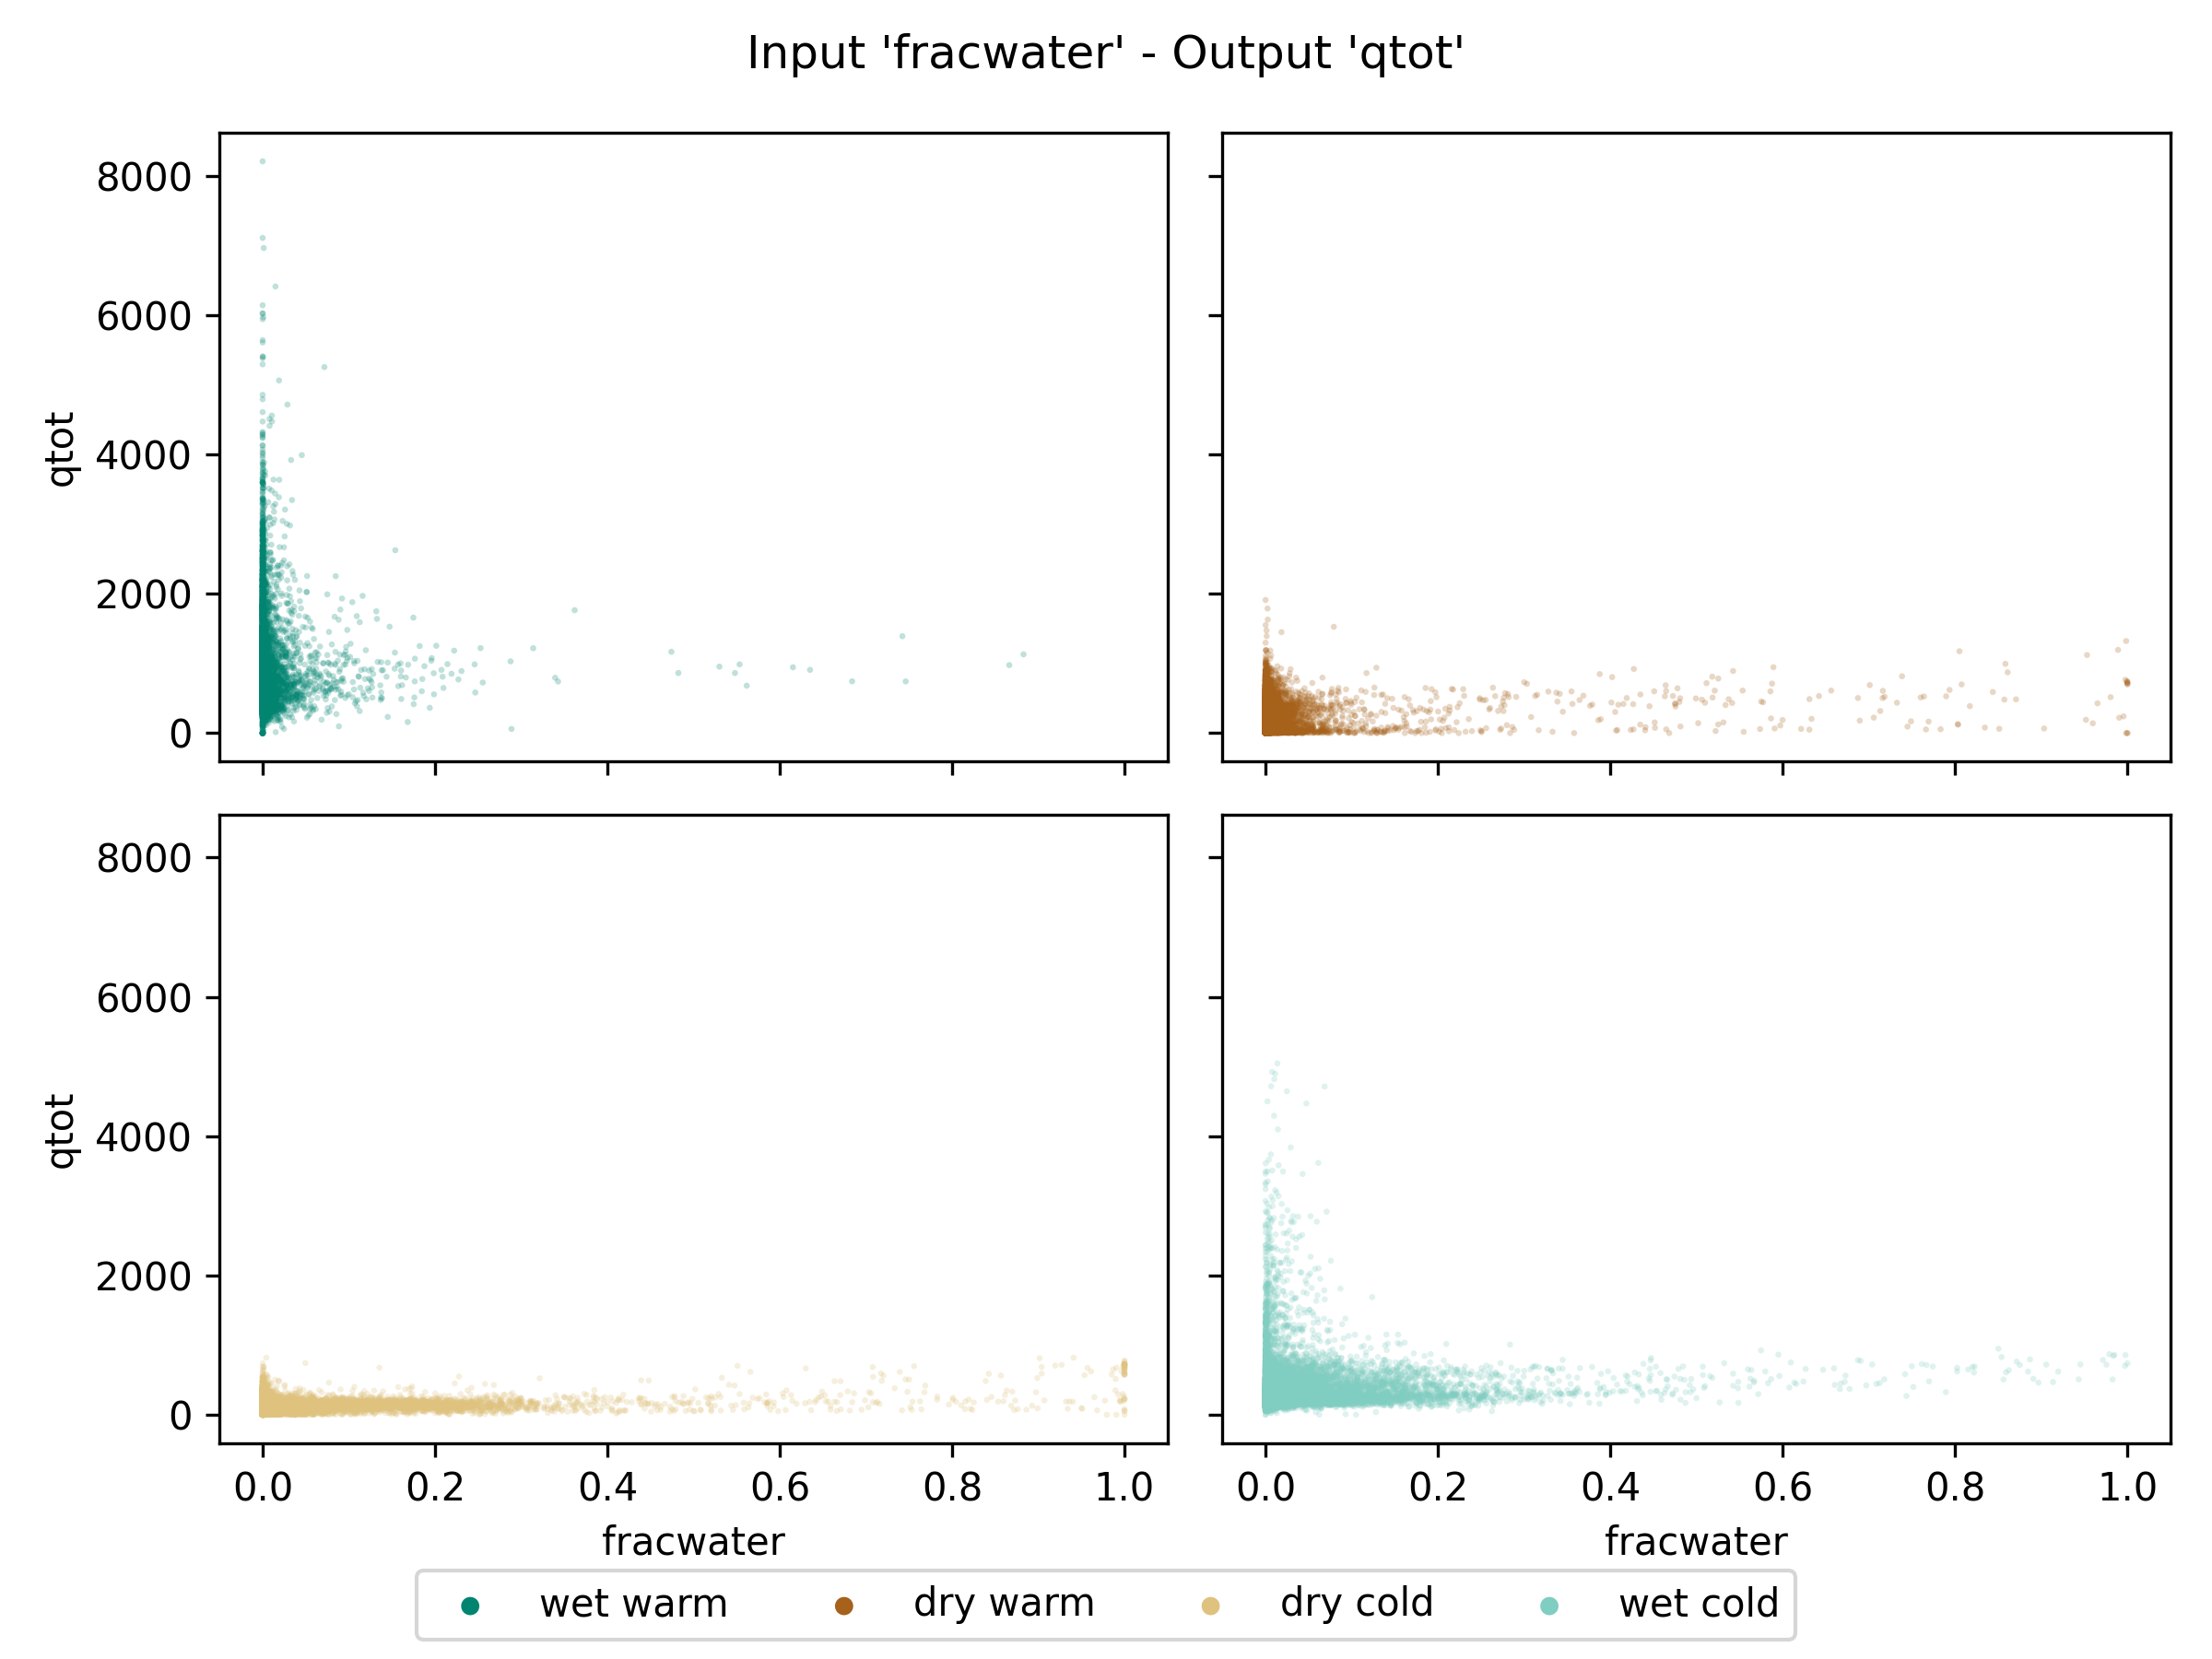 Input 'fracwater' - Output 'qtot'
8000
6000
4000
2000
0
qtot
8000
6000
4000
2000
0
qtot
0.0 0.2 0.4 0.6 0.8 1.0
0.0 0.2 0.4 0.6 0.8 1.0
fracwater
fracwater
wet warm dry warm dry cold wet cold